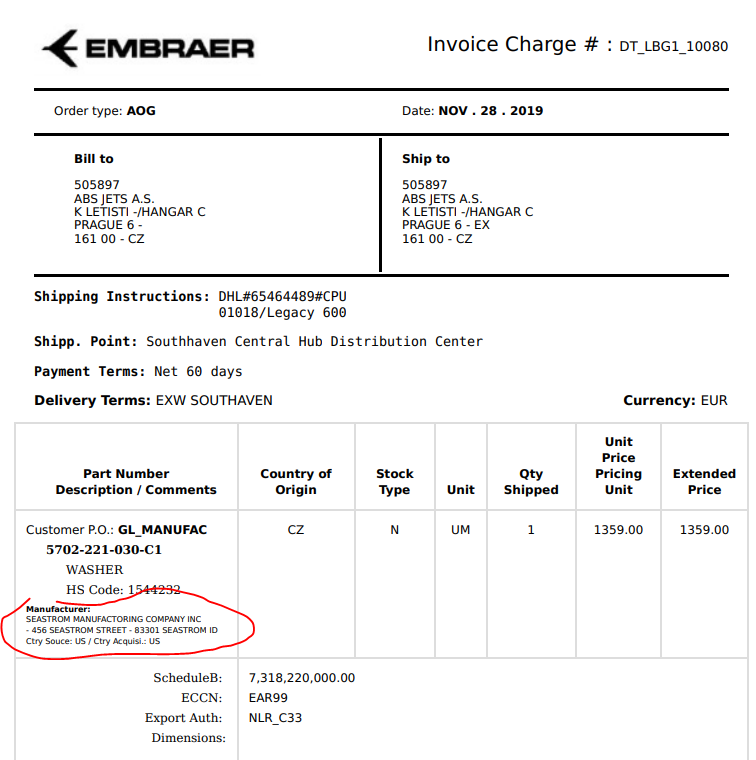 EMBRAER
Invoice Charge # : DT_LBG1_10080
Order type: AOG
Date: NOV . 28 . 2019
Bill to
505897
ABS JETS A.S.
K LETISTI -/HANGAR C
PRAGUE 6 -
161 00 - CZ
Ship to
505897
ABS JETS A.S.
K LETISTI -/HANGAR C
PRAGUE 6 - EX
161 00 - CZ
Shipping Instructions: DHL#65464489#CPU
01018/Legacy 600
Shipp. Point: Southhaven Central Hub Distribution Center
Payment Terms: Net 60 days
Delivery Terms: EXW SOUTHAVEN
Currency: EUR
Part Number
Description / Comments
Country of
Origin
Stock
Type
Unit
Qty
Shipped
Unit
Price
Pricing
Unit
Extended
Price
Customer P.O.: GL_MANUFAC
5702-221-030-C1
WASHER
HS Code: 1544232
Manufacturer:
SEASTROM MANUFACTORING COMPANY INC
- 456 SEASTROM STREET - 83301 SEASTROM ID
Ctry Souce: US / Ctry Acquisi.: US
CZ
N
UM
1
1359.00
1359.00
ScheduleB: 7,318,220,000.00
ECCN: EAR99
Export Auth: NLR_C33
Dimensions: